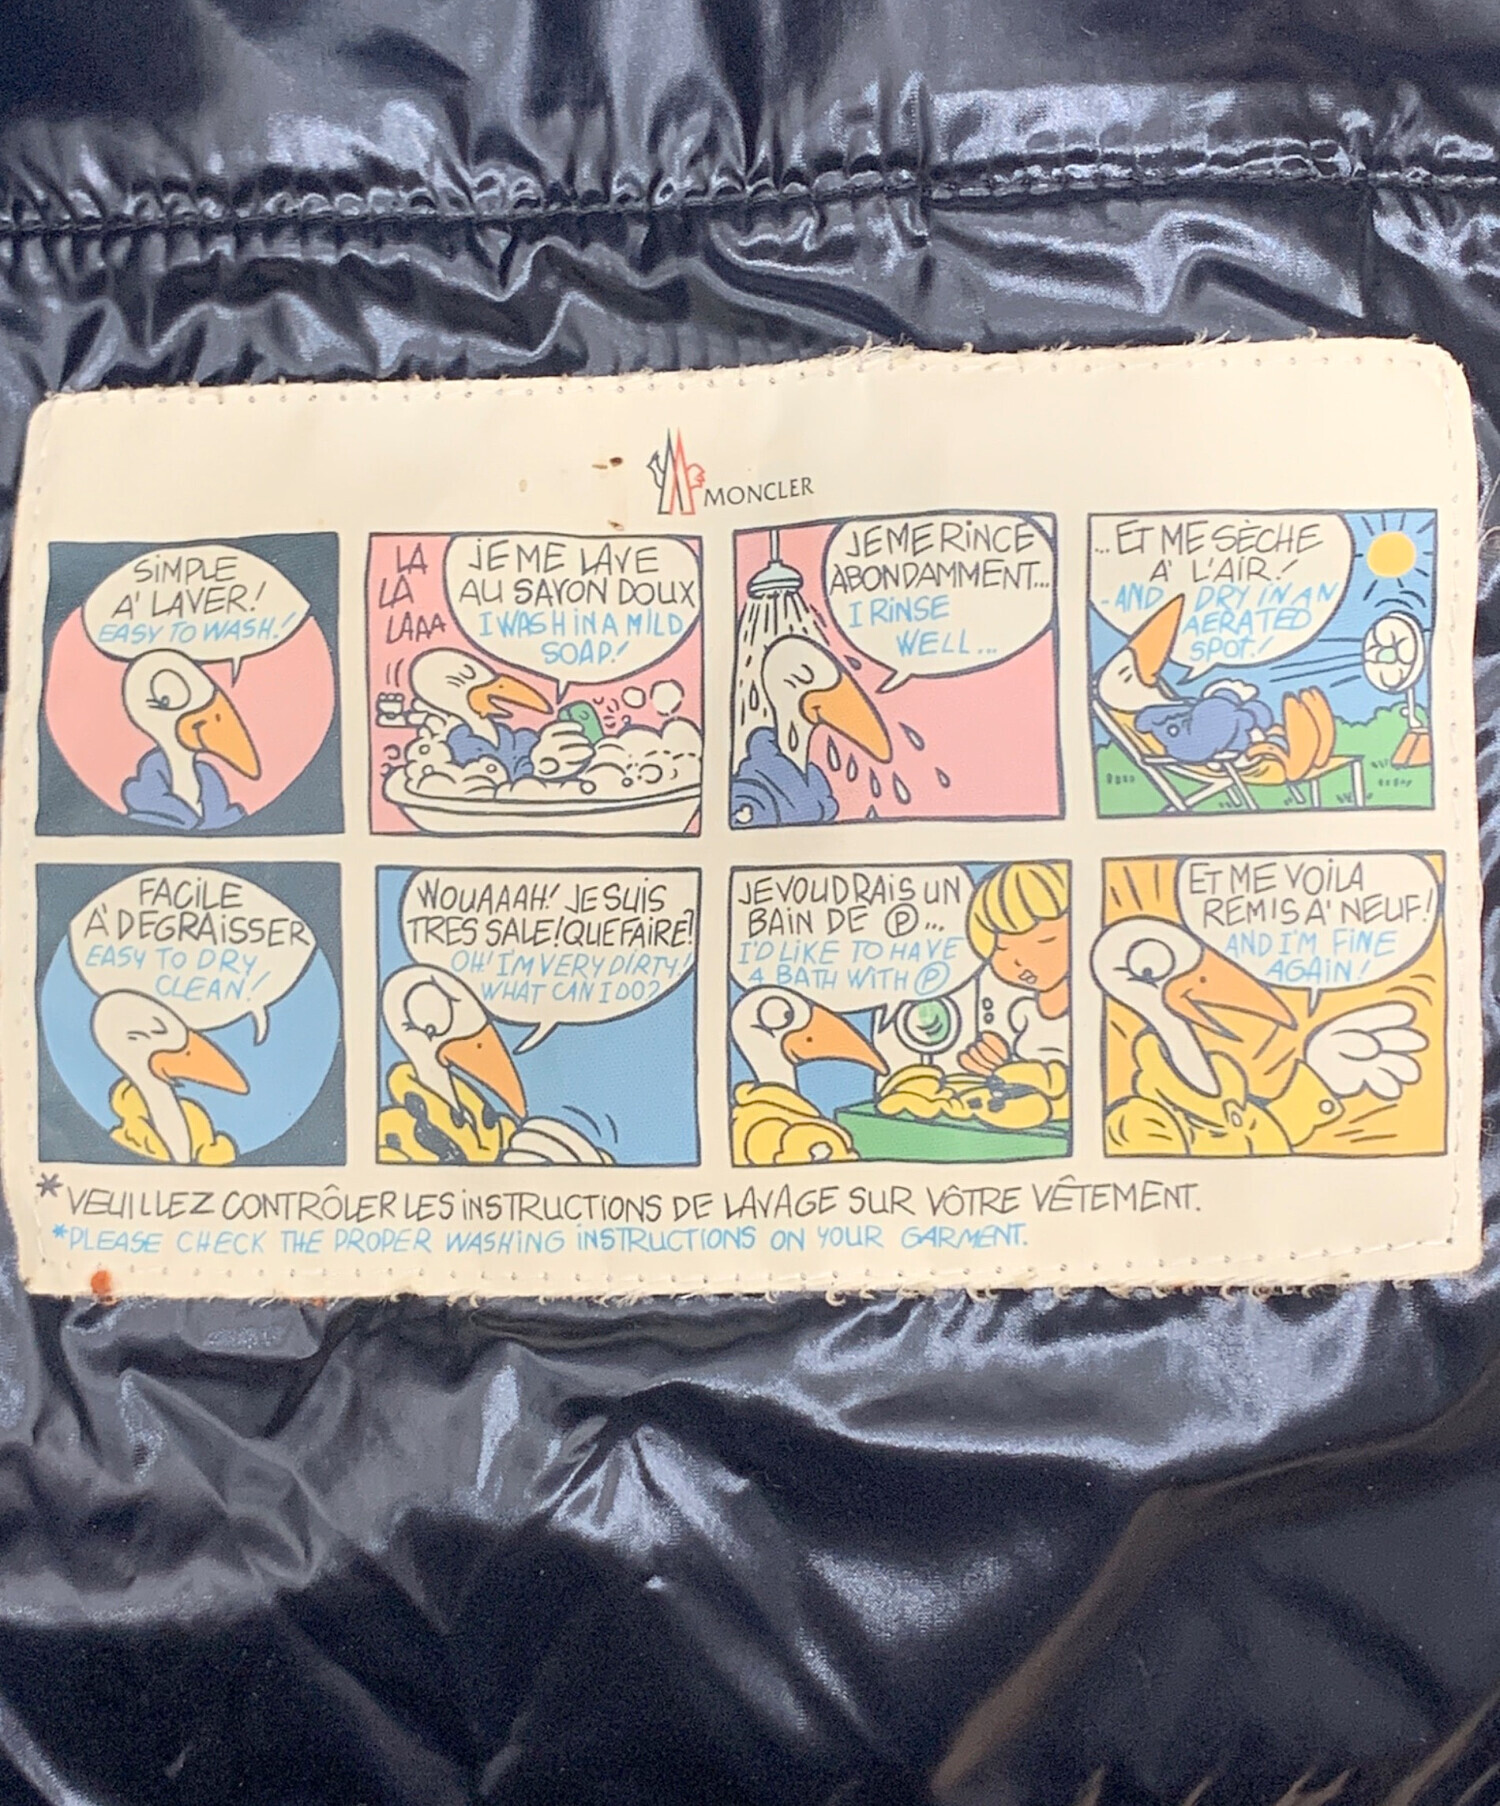 MONCLER
SIMPLE
A' LAVER!
EASY TO WASH!
LA
LA
LAAA
JE ME LAVE
AU SAVON DOUX
I WASH IN A MILD
SOAP!
JE ME RINCE
ABONDAMMENT...
I RINSE
WELL...
...ET ME SÈCHE
A' L'AIR!
-AND DRY IN AN
AERATED
SPOT!
FACILE
A' DEGRAISSER
EASY TO DRY
CLEAN!
WOUAAAH! JE SUIS
TRES SALE! QUE FAIRE?
OH! I'M VERY DIRTY!
WHAT CAN I DO?
JE VOUDRAIS UN
BAIN DE Ⓟ...
I'D LIKE TO HAVE
A BATH WITH Ⓟ
ET ME VOILA
REMIS A' NEUF!
AND I'M FINE
AGAIN!
*VEUILLEZ CONTRÔLER LES INSTRUCTIONS DE LAVAGE SUR VÔTRE VÊTEMENT.
*PLEASE CHECK THE PROPER WASHING INSTRUCTIONS ON YOUR GARMENT.